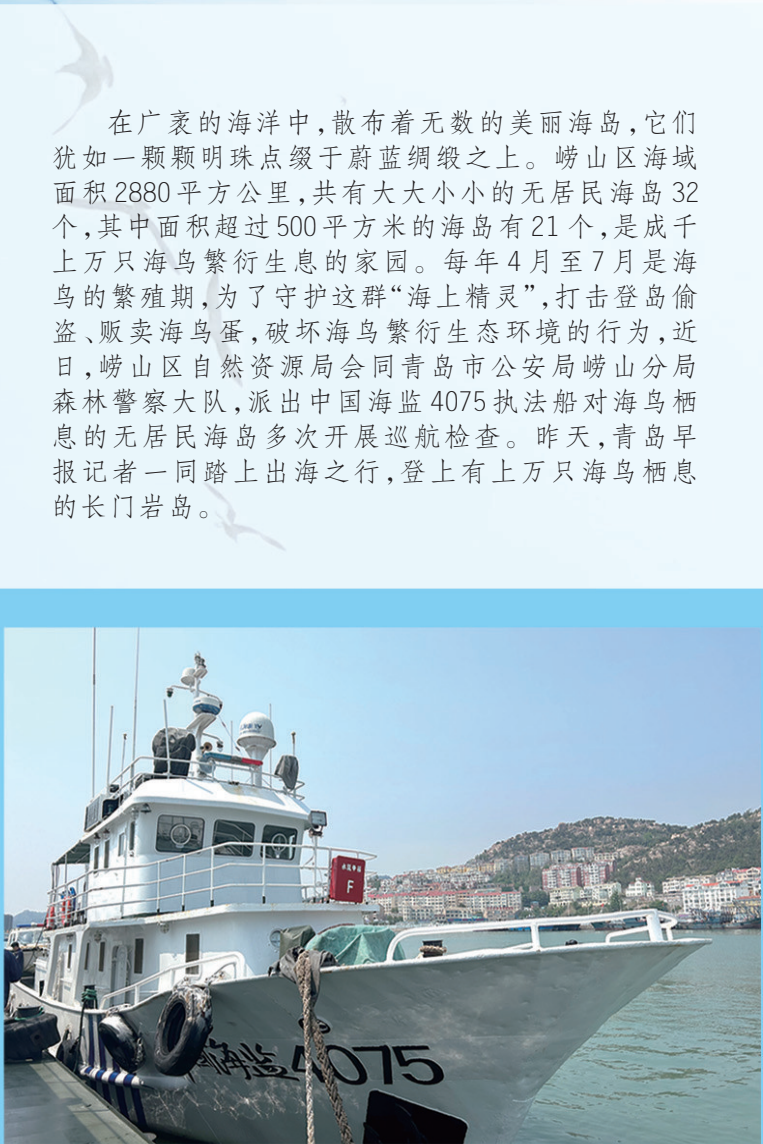 在广袤的海洋中,散布着无数的美丽海岛,它们
犹如一颗颗明珠点缀于蔚蓝绸缎之上。崂山区海域
面积2880平方公里,共有大大小小的无居民海岛32
个,其中面积超过500平方米的海岛有21个,是成千
上万只海鸟繁衍生息的家园。每年4月至7月是海
鸟的繁殖期,为了守护这群“海上精灵”,打击登岛偷
盗、贩卖海鸟蛋,破坏海鸟繁衍生态环境的行为,近
日,崂山区自然资源局会同青岛市公安局崂山分局
森林警察大队,派出中国海监4075执法船对海鸟栖
息的无居民海岛多次开展巡航检查。昨天,青岛早
报记者一同踏上出海之行,登上有上万只海鸟栖息
的长门岩岛。
F
海监4075